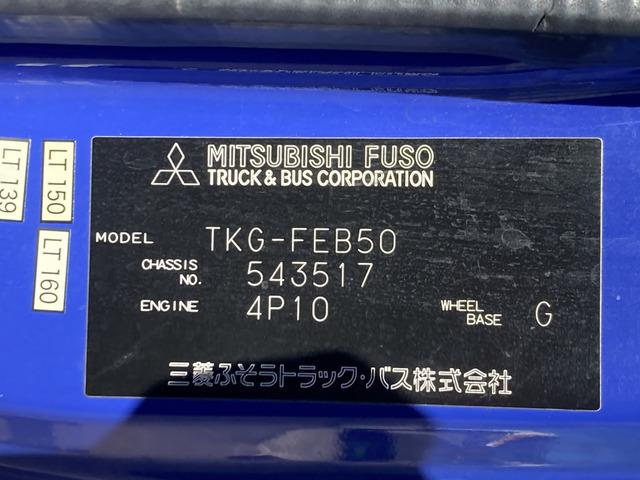 MITSUBISHI FUSO
TRUCK & BUS CORPORATION
MODEL TKG-FEB50
CHASSIS NO. 543517
ENGINE 4P10 WHEEL BASE G
三菱ふそうトラック・バス株式会社
LT 139
LT 150
LT 160